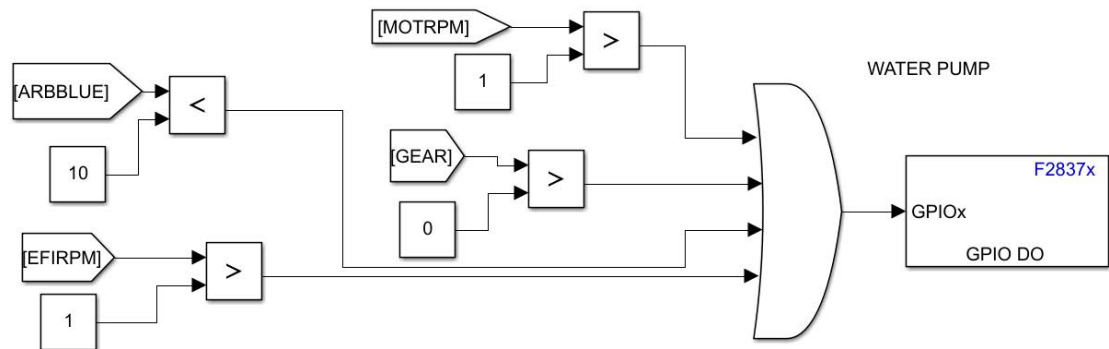 [MOTRPM]
>
1
WATER PUMP
[ARBBLUE]
<
10
[GEAR]
>
0
F2837x
GPIOx
GPIO DO
[EFIRPM]
>
1